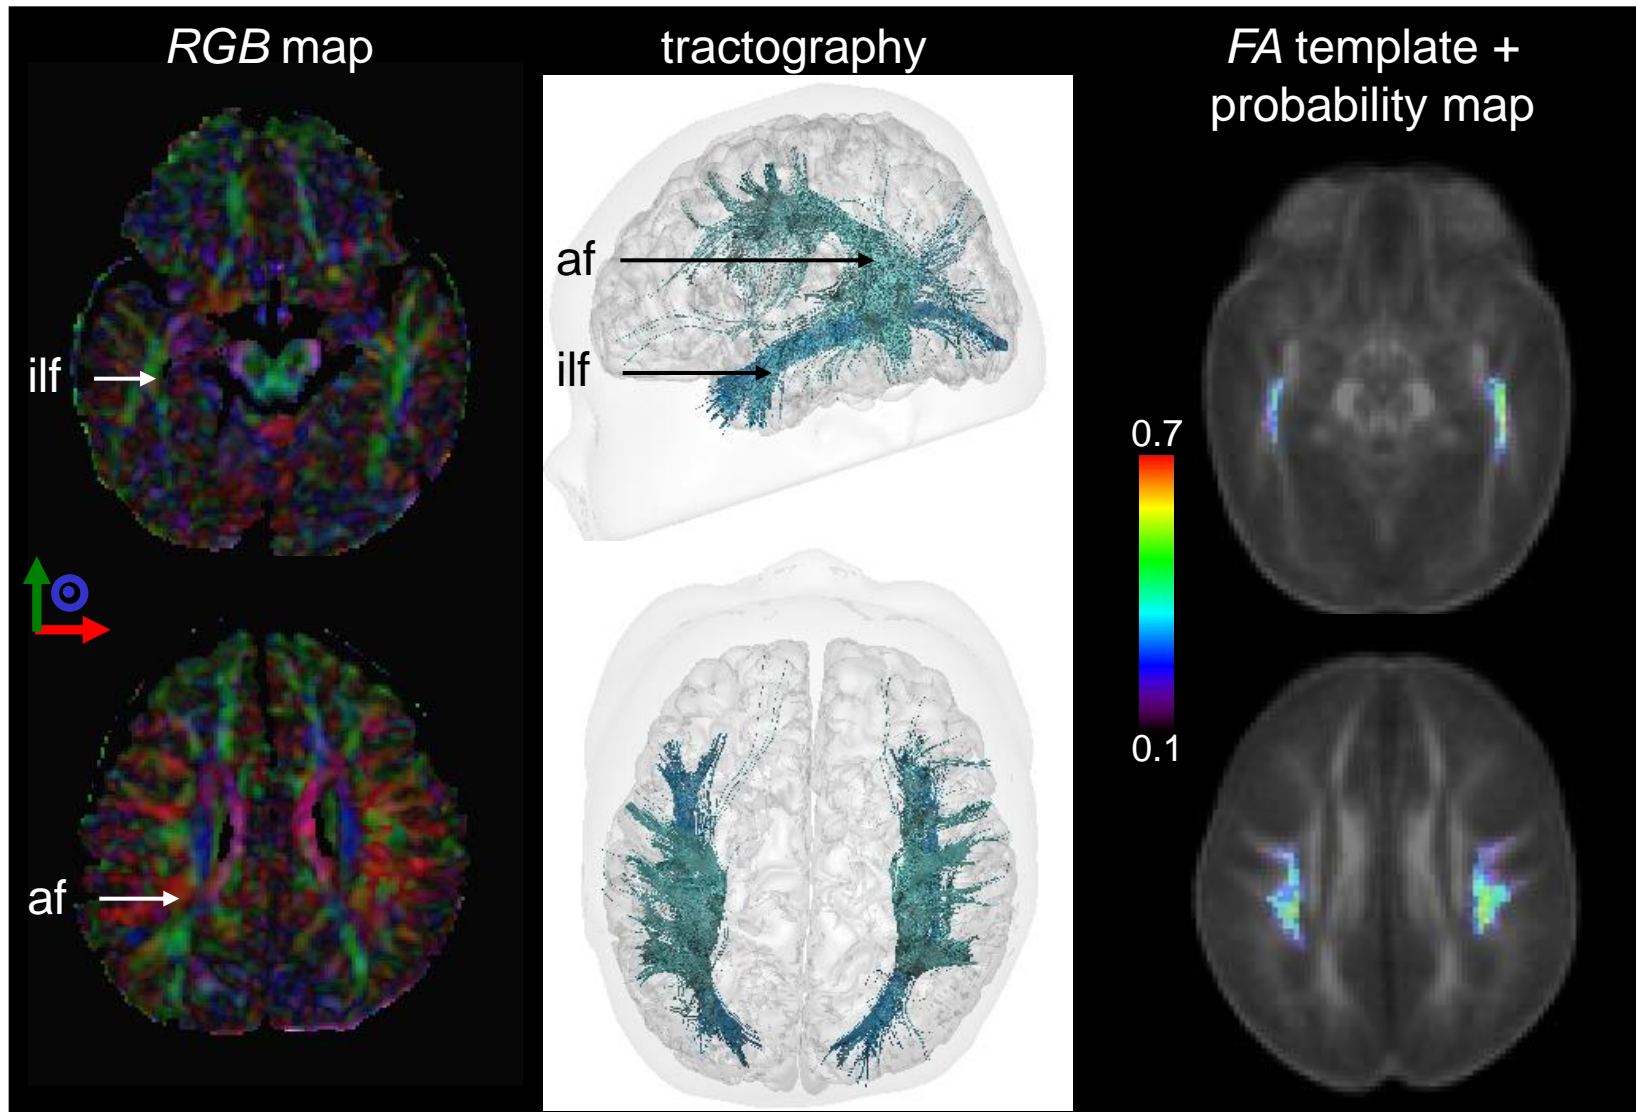 RGB map
tractography
FA template +
probability map
af
ilf
ilf
0.7
0.1
af